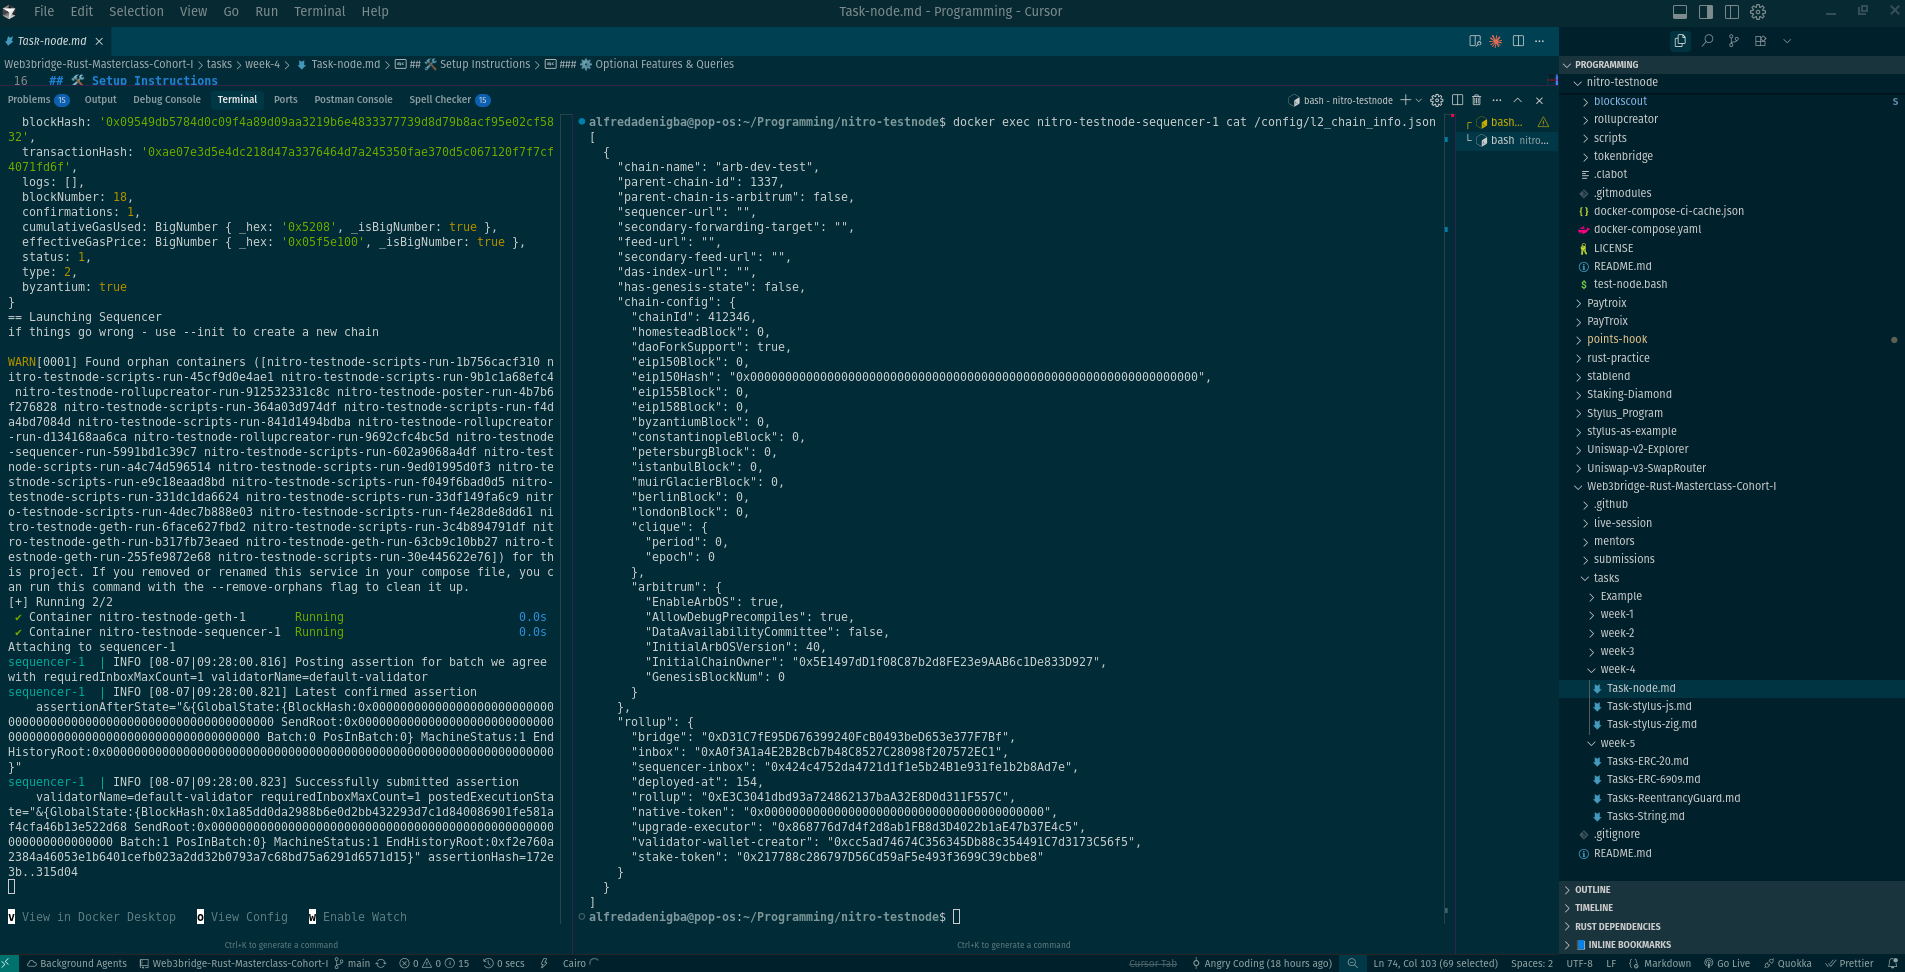 File Edit Selection View Go Run Terminal Help
Task-node.md - Programming - Cursor
Task-node.md
Web3bridge-Rust-Masterclass-Cohort-I > tasks > week-4 > Task-node.md > ## 🛠 Setup Instructions > ### ⚙ Optional Features & Queries
16 ## 🛠 Setup Instructions
Problems 15 Output Debug Console Terminal Ports Postman Console Spell Checker 15
bash - nitro-testnode
blockHash: '0x09549db5784d0c09f4a89d09aa3219b6e4833377739d8d79b8acf95e02cf58
32',
transactionHash: '0xae07e3d5e4dc218d47a3376464d7a245350fae370d5c067120f7f7cf
4071fd6f',
logs: [],
blockNumber: 18,
confirmations: 1,
cumulativeGasUsed: BigNumber { _hex: '0x5208', _isBigNumber: true },
effectiveGasPrice: BigNumber { _hex: '0x05f5e100', _isBigNumber: true },
status: 1,
type: 2,
byzantium: true
}
== Launching Sequencer
if things go wrong - use --init to create a new chain
WARN[0001] Found orphan containers ([nitro-testnode-scripts-run-1b756cacf310 n
itro-testnode-scripts-run-45cf9d0e4ae1 nitro-testnode-scripts-run-9b1c1a68efc4
nitro-testnode-rollupcreator-run-912532331c8c nitro-testnode-poster-run-4b7b6
f276828 nitro-testnode-scripts-run-364a03d974df nitro-testnode-scripts-run-f4d
a4bd7084d nitro-testnode-scripts-run-841d1494bdba nitro-testnode-rollupcreator
-run-d134168aa6ca nitro-testnode-rollupcreator-run-9692cfc4bc5d nitro-testnode
-sequencer-run-5991bd1c39c7 nitro-testnode-scripts-run-602a9068a4df nitro-test
node-scripts-run-a4c74d596514 nitro-testnode-scripts-run-9ed01995d0f3 nitro-te
stnode-scripts-run-e9c18eaad8bd nitro-testnode-scripts-run-f049f6bad0d5 nitro-
testnode-scripts-run-331dc1da6624 nitro-testnode-scripts-run-33df149fa6c9 nitr
o-testnode-scripts-run-4dec7b888e03 nitro-testnode-scripts-run-f4e28de8dd61 ni
tro-testnode-geth-run-6face627fbd2 nitro-testnode-scripts-run-3c4b894791df nit
ro-testnode-geth-run-b317fb73eaed nitro-testnode-geth-run-63cb9c10bb27 nitro-t
estnode-geth-run-255fe9872e68 nitro-testnode-scripts-run-30e445622e76]) for th
is project. If you removed or renamed this service in your compose file, you c
an run this command with the --remove-orphans flag to clean it up.
[+] Running 2/2
✔ Container nitro-testnode-geth-1 Running 0.0s
✔ Container nitro-testnode-sequencer-1 Running 0.0s
Attaching to sequencer-1
sequencer-1 | INFO [08-07|09:28:00.816] Posting assertion for batch we agree
with requiredInboxMaxCount=1 validatorName=default-validator
sequencer-1 | INFO [08-07|09:28:00.821] Latest confirmed assertion
assertionAfterState="&{GlobalState:{BlockHash:0x0000000000000000000000000
00000000000000000000000000000000000000 SendRoot:0x0000000000000000000000000000
000000000000000000000000000000000000 Batch:0 PosInBatch:0} MachineStatus:1 End
HistoryRoot:0x0000000000000000000000000000000000000000000000000000000000000000
}"
sequencer-1 | INFO [08-07|09:28:00.823] Successfully submitted assertion
validatorName=default-validator requiredInboxMaxCount=1 postedExecutionSta
te="&{GlobalState:{BlockHash:0x1a85dd0da2988b6e0d2bb432293d7c1d840086901fe581a
f4cfa46b13e522d68 SendRoot:0x0000000000000000000000000000000000000000000000000
000000000000000 Batch:1 PosInBatch:0} MachineStatus:1 EndHistoryRoot:0xf2e760a
2384a46053e1b6401cefb023a2dd32b0793a7c68bd75a6291d6571d15}" assertionHash=172e
3b..315d04
v View in Docker Desktop o View Config w Enable Watch
Ctrl+K to generate a command
alfredadenigba@pop-os:~/Programming/nitro-testnode$ docker exec nitro-testnode-sequencer-1 cat /config/l2_chain_info.json
[
{
"chain-name": "arb-dev-test",
"parent-chain-id": 1337,
"parent-chain-is-arbitrum": false,
"sequencer-url": "",
"secondary-forwarding-target": "",
"feed-url": "",
"secondary-feed-url": "",
"das-index-url": "",
"has-genesis-state": false,
"chain-config": {
"chainId": 412346,
"homesteadBlock": 0,
"daoForkSupport": true,
"eip150Block": 0,
"eip150Hash": "0x0000000000000000000000000000000000000000000000000000000000000000",
"eip155Block": 0,
"eip158Block": 0,
"byzantiumBlock": 0,
"constantinopleBlock": 0,
"petersburgBlock": 0,
"istanbulBlock": 0,
"muirGlacierBlock": 0,
"berlinBlock": 0,
"londonBlock": 0,
"clique": {
"period": 0,
"epoch": 0
},
"arbitrum": {
"EnableArbOS": true,
"AllowDebugPrecompiles": true,
"DataAvailabilityCommittee": false,
"InitialArbOSVersion": 40,
"InitialChainOwner": "0x5E1497dD1f08C87b2d8FE23e9AAB6c1De833D927",
"GenesisBlockNum": 0
}
},
"rollup": {
"bridge": "0xD31C7fE95D676399240FcB0493beD653e377F7Bf",
"inbox": "0xA0f3A1a4E2B2Bcb7b48C8527C28098f207572EC1",
"sequencer-inbox": "0x424c4752da4721d1f1e5b24B1e931fe1b2b8Ad7e",
"deployed-at": 154,
"rollup": "0xE3C3041dbd93a724862137baA32E8D0d311F557C",
"native-token": "0x0000000000000000000000000000000000000000",
"upgrade-executor": "0x868776d7d4f2d8ab1FB8d3D4022b1aE47b37E4c5",
"validator-wallet-creator": "0xcc5ad74674C356345Db88c354491C7d3173C56f5",
"stake-token": "0x217788c286797D56Cd59aF5e493f3699C39cbbe8"
}
}
]
alfredadenigba@pop-os:~/Programming/nitro-testnode$
Ctrl+K to generate a command
bash...
bash nitro...
PROGRAMMING
nitro-testnode
blockscout S
rollupcreator
scripts
tokenbridge
.clabot
.gitmodules
docker-compose-ci-cache.json
docker-compose.yaml
LICENSE
README.md
test-node.bash
Paytroix
PayTroix
points-hook
rust-practice
stablend
Staking-Diamond
Stylus_Program
stylus-as-example
Uniswap-v2-Explorer
Uniswap-v3-SwapRouter
Web3bridge-Rust-Masterclass-Cohort-I
.github
live-session
mentors
submissions
tasks
Example
week-1
week-2
week-3
week-4
Task-node.md
Task-stylus-js.md
Task-stylus-zig.md
week-5
Tasks-ERC-20.md
Tasks-ERC-6909.md
Tasks-ReentrancyGuard.md
Tasks-String.md
.gitignore
README.md
OUTLINE
TIMELINE
RUST DEPENDENCIES
INLINE BOOKMARKS
Background Agents Web3bridge-Rust-Masterclass-Cohort-I main 0 0 15 0 secs Cairo Cursor Tab Angry Coding (18 hours ago) Ln 74, Col 103 (69 selected) Spaces: 2 UTF-8 LF Markdown Go Live Quokka Prettier